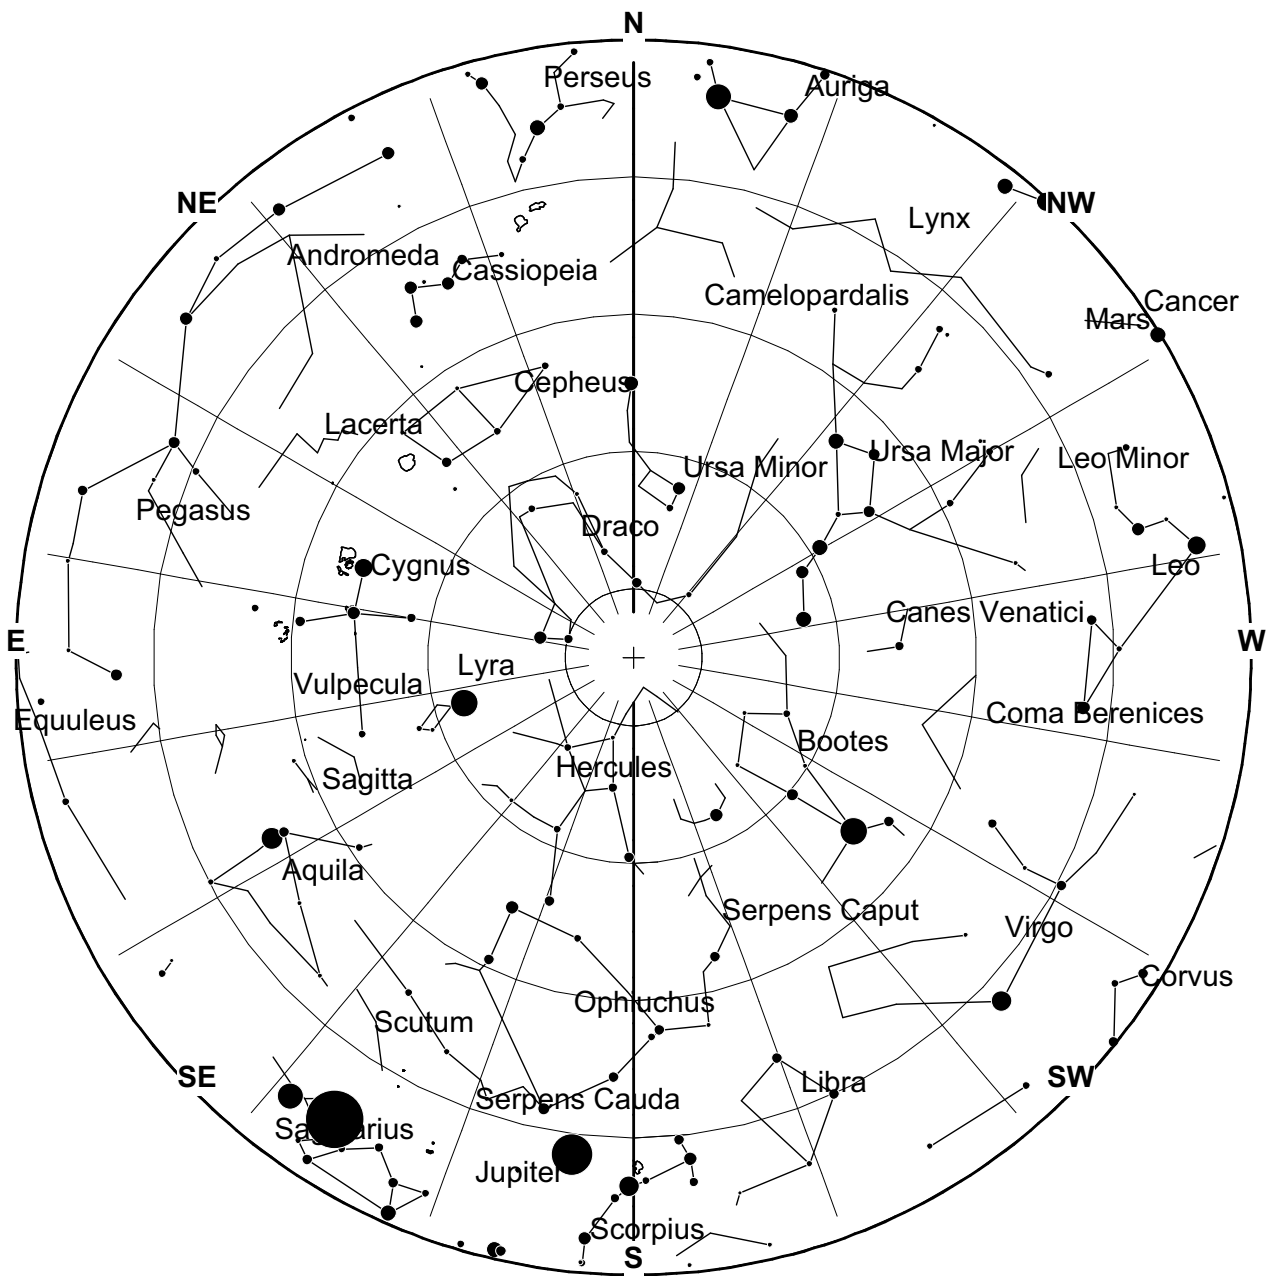 N
Perseus
Auriga
NE
NW
Lynx
Andromeda
Cassiopeia
Camelopardalis
Cancer
Mars
Cepheus
Lacerta
Ursa Major
Leo Minor
Ursa Minor
Pegasus
Draco
Cygnus
Leo
Canes Venatici
E
W
Lyra
Vulpecula
Equuleus
Coma Berenices
Bootes
Hercules
Sagitta
Aquila
Serpens Caput
Virgo
Corvus
Ophiuchus
Scutum
SE
SW
Libra
Serpens Cauda
Sagittarius
Jupiter
Scorpius
S